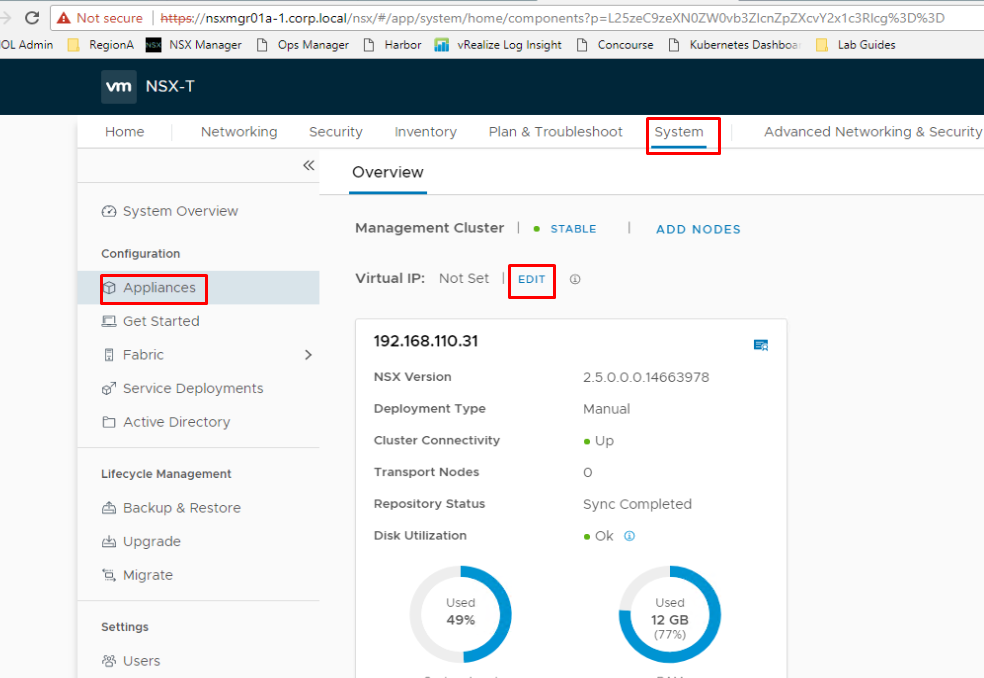 Not secure | https://nsxmgr01a-1.corp.local/nsx/#/app/system/home/components?p=L25zeC9zeXN0ZW0vb3ZlcnZpZXcvY2x1c3Rlcg%3D%3D
OL Admin RegionA NSX NSX Manager Ops Manager Harbor vRealize Log Insight Concourse Kubernetes Dashboa Lab Guides
vm NSX-T
Home Networking Security Inventory Plan & Troubleshoot System Advanced Networking & Security
Overview
System Overview
Management Cluster | STABLE | ADD NODES
Configuration
Virtual IP: Not Set | EDIT
Appliances
Get Started
Fabric
Service Deployments
Active Directory
Lifecycle Management
Backup & Restore
Upgrade
Migrate
Settings
Users
192.168.110.31
NSX Version 2.5.0.0.0.14663978
Deployment Type Manual
Cluster Connectivity Up
Transport Nodes 0
Repository Status Sync Completed
Disk Utilization Ok
Used
49%
Used
12 GB
(77%)